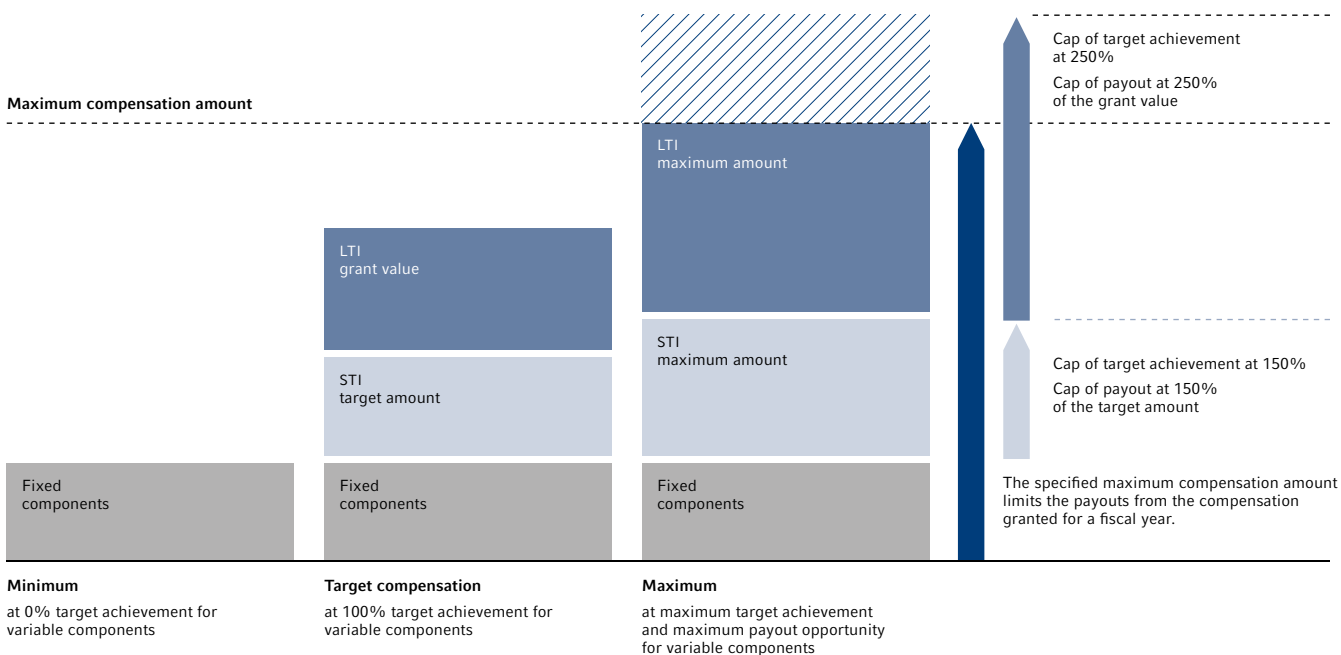 Cap of target achievement
at 250%
Cap of payout at 250%
of the grant value
Maximum compensation amount
LTI
maximum amount
LTI
grant value
STI
maximum amount
STI
target amount
Cap of target achievement at 150%
Cap of payout at 150%
of the target amount
Fixed
components
Fixed
components
Fixed
components
The specified maximum compensation amount
limits the payouts from the compensation
granted for a fiscal year.
Minimum
at 0% target achievement for
variable components
Target compensation
at 100% target achievement for
variable components
Maximum
at maximum target achievement
and maximum payout opportunity
for variable components